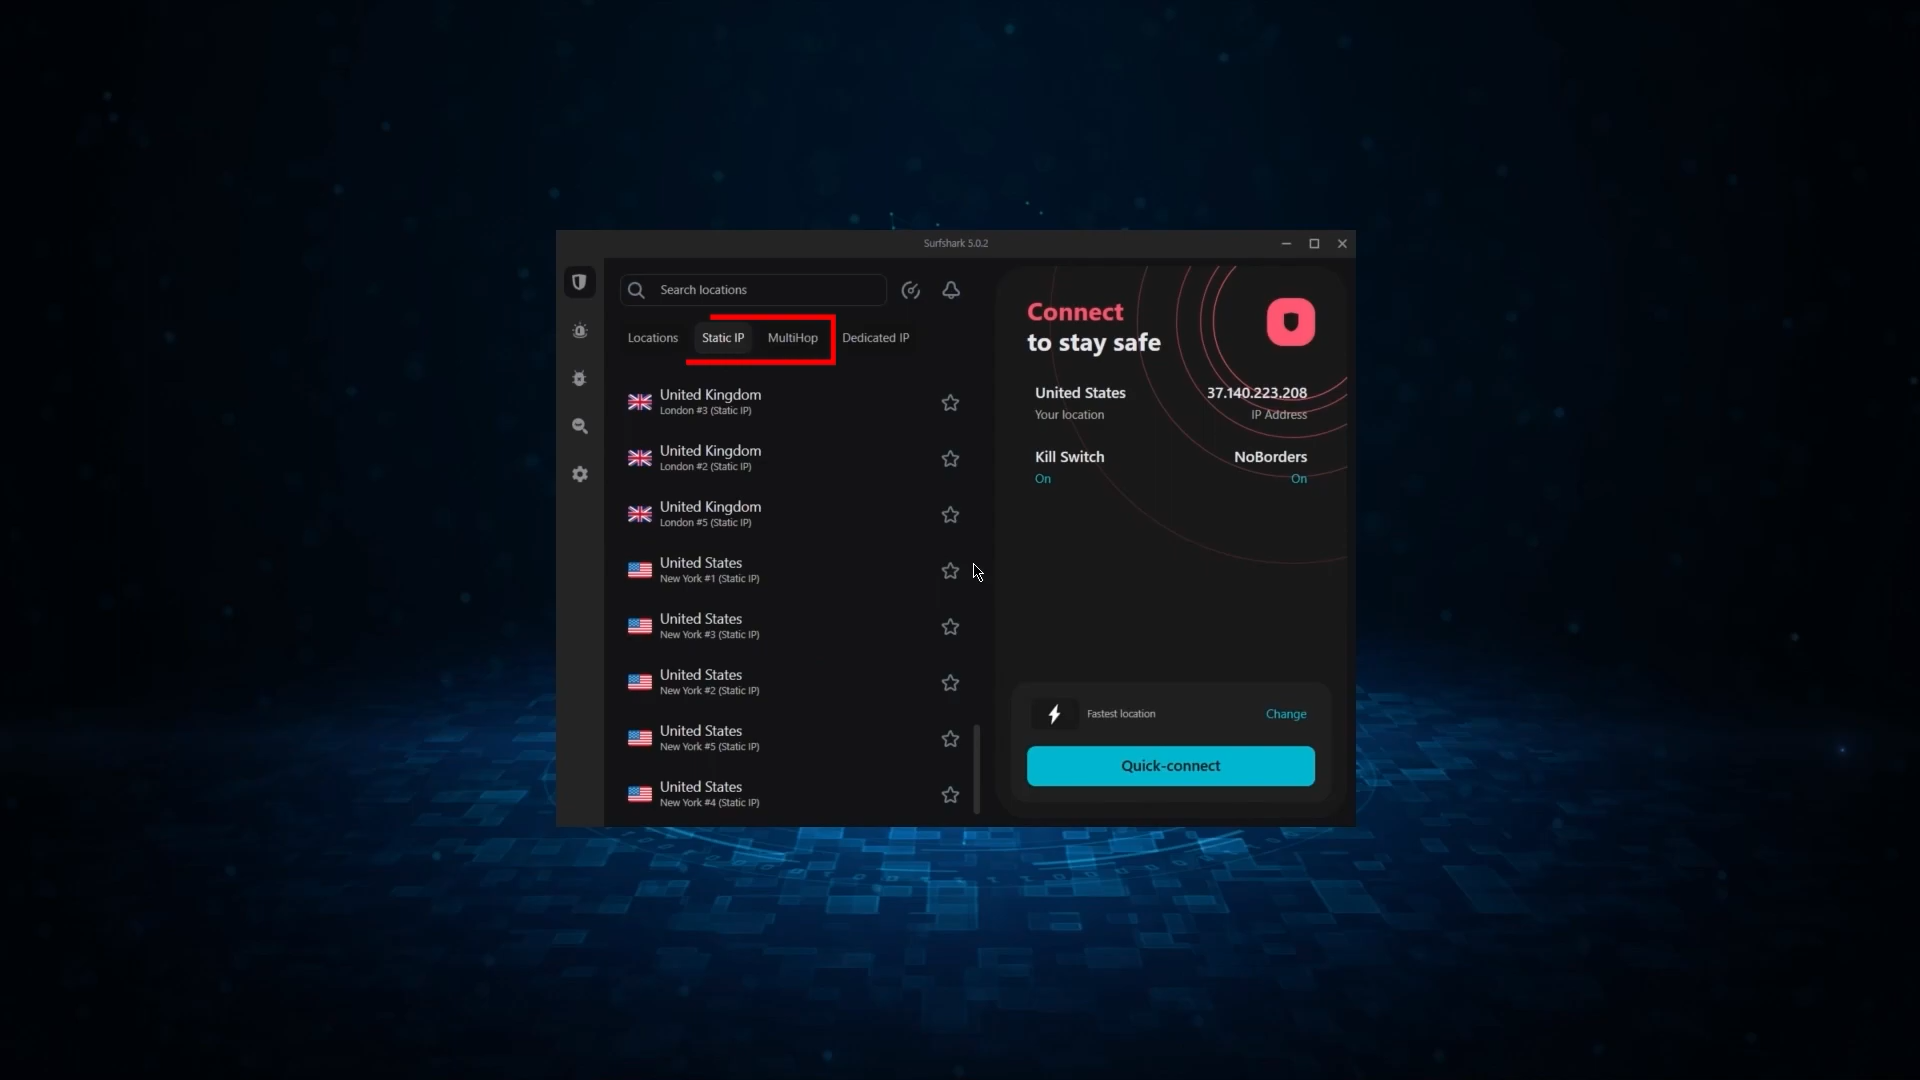 Surfshark 5.0.2
Search locations
Locations
Static IP
MultiHop
Dedicated IP
United Kingdom
London #3 (Static IP)
United Kingdom
London #2 (Static IP)
United Kingdom
London #5 (Static IP)
United States
New York #1 (Static IP)
United States
New York #3 (Static IP)
United States
New York #2 (Static IP)
United States
New York #5 (Static IP)
United States
New York #4 (Static IP)
Connect
to stay safe
United States
37.140.223.208
Your location
IP Address
Kill Switch
NoBorders
On
On
Fastest location
Change
Quick-connect